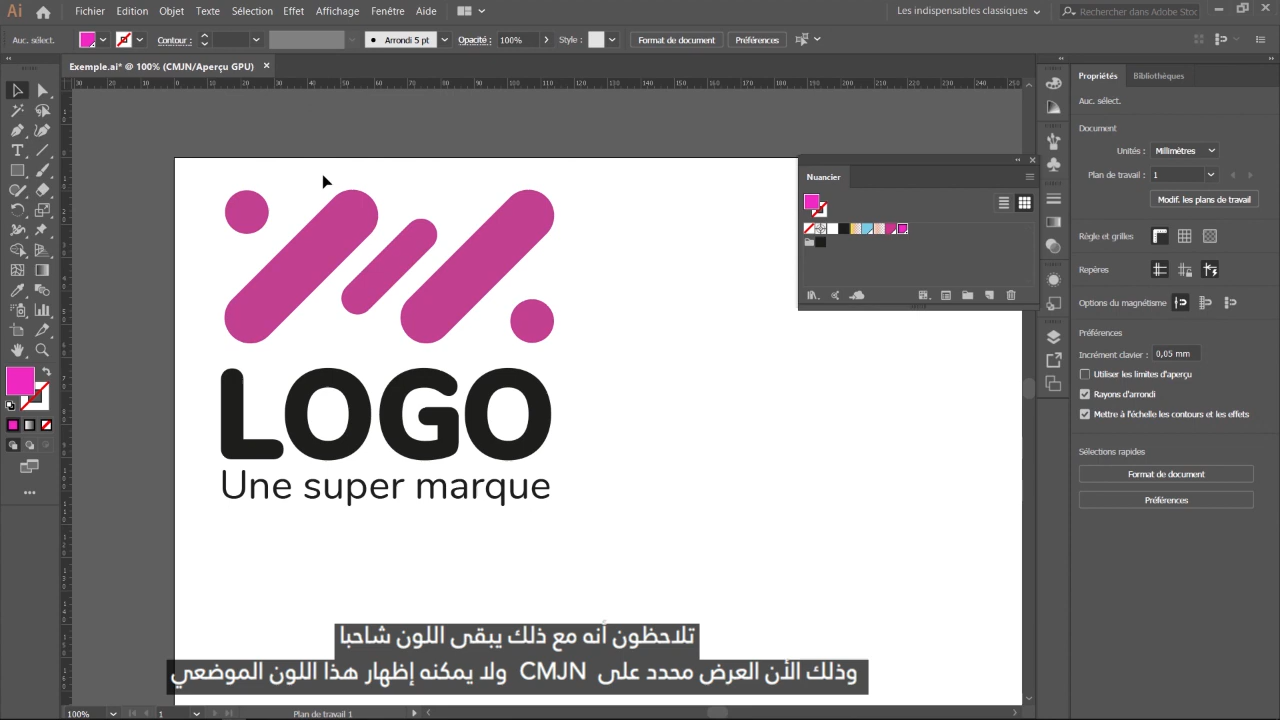 Ai
Fichier Edition Objet Texte Sélection Effet Affichage Fenêtre Aide
Les indispensables classiques
Rechercher dans Adobe Stoc
Auc. sélect.
Contour :
Arrondi 5 pt
Opacité : 100%
Style :
Format de document
Préférences
Exemple.ai* @ 100% (CMJN/Aperçu GPU)
Propriétés
Bibliothèques
Auc. sélect.
Document
Unités : Millimètres
Plan de travail : 1
Modif. les plans de travail
Règle et grilles
Repères
Options du magnétisme
Préférences
Incrément clavier : 0,05 mm
Utiliser les limites d'aperçu
Rayons d'arrondi
Mettre à l'échelle les contours et les effets
Sélections rapides
Format de document
Préférences
Nuancier
LOGO
Une super marque
تلاحظون أنه مع ذلك يبقى اللون شاحبا
وذلك الأن العرض محدد على CMJN ولا يمكنه إظهار هذا اللون الموضعي
100%
1
Plan de travail 1